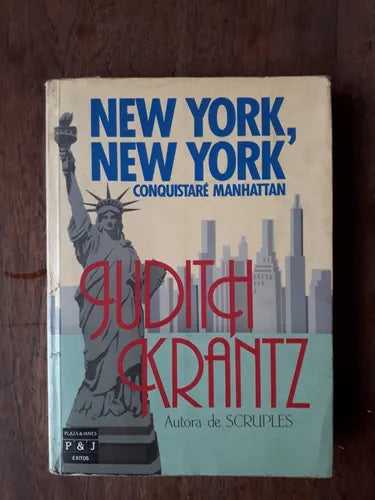 NEW YORK,
NEW YORK
CONQUISTARÉ MANHATTAN
JUDITH
KRANTZ
Autora de SCRUPLES
PLAZA & JANES
P & J
EXITOS